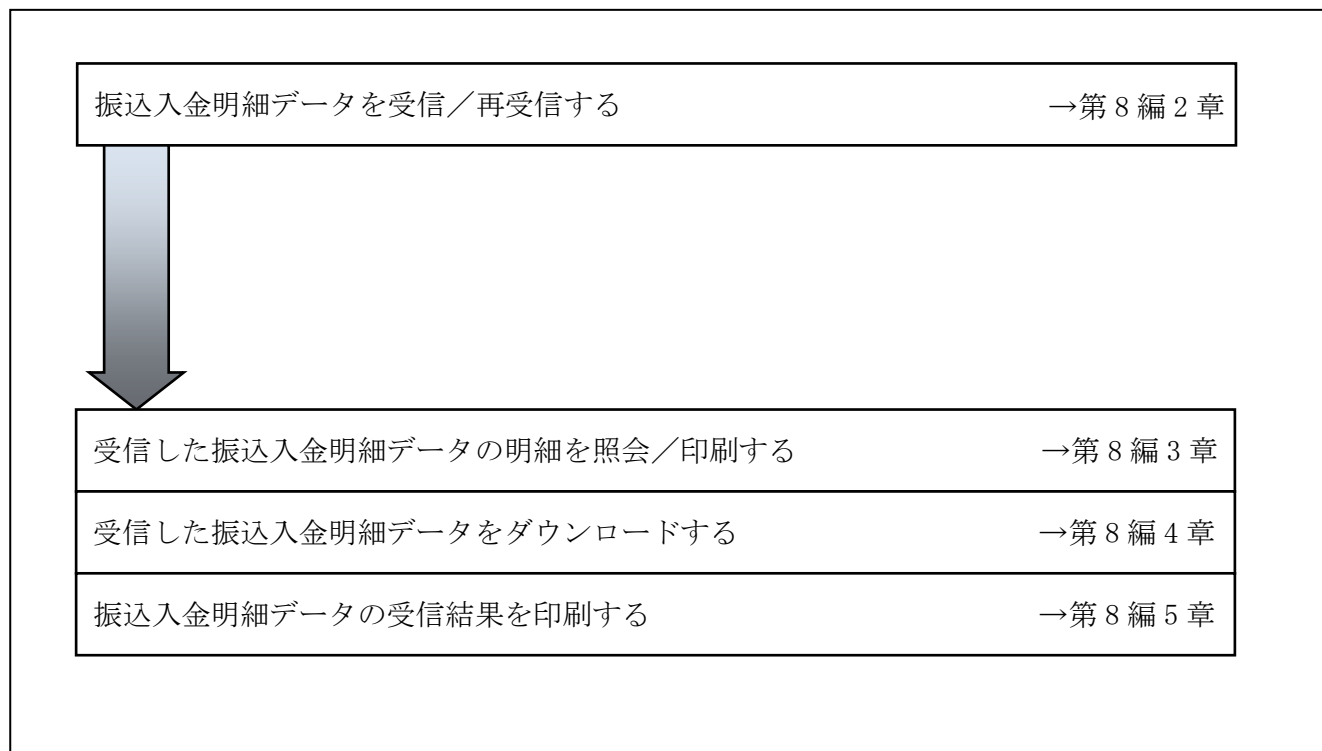 振込入金明細データを受信／再受信する →第８編２章
受信した振込入金明細データの明細を照会／印刷する →第８編３章
受信した振込入金明細データをダウンロードする →第８編４章
振込入金明細データの受信結果を印刷する →第８編５章